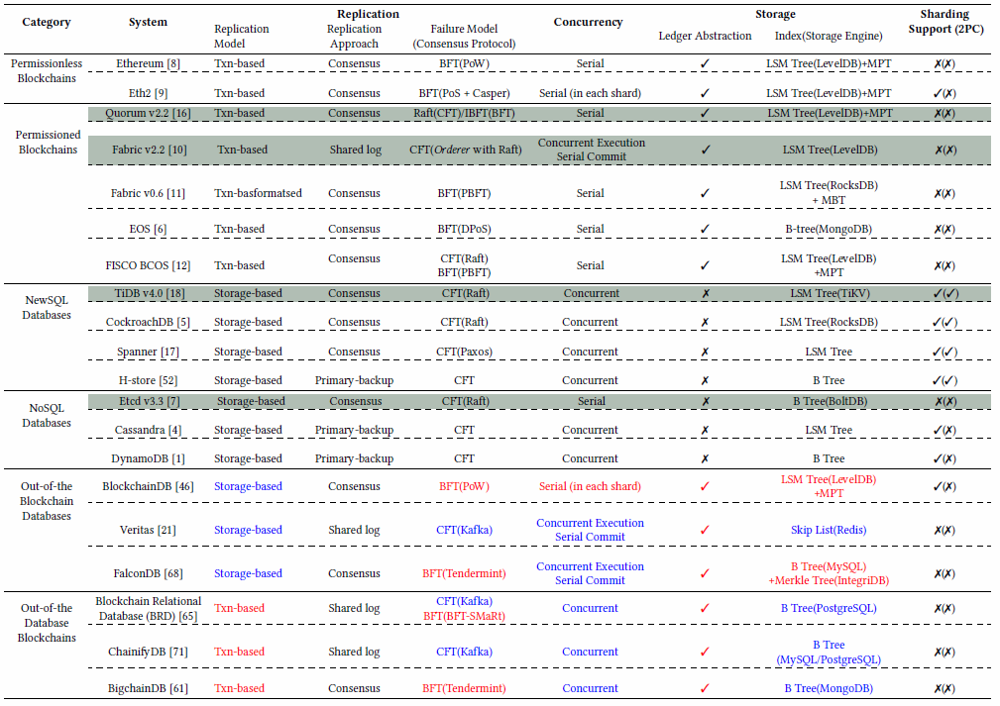 Category System Replication Concurrency Storage Sharding Support (2PC)
Replication Model Replication Approach Failure Model (Consensus Protocol) Ledger Abstraction Index(Storage Engine)
Permissionless Blockchains
Ethereum [8] Txn-based Consensus BFT(PoW) Serial ✓ LSM Tree(LevelDB)+MPT ✗(✗)
Eth2 [9] Txn-based Consensus BFT(PoS + Casper) Serial (in each shard) ✓ LSM Tree(LevelDB)+MPT ✓(✗)
Permissioned Blockchains
Quorum v2.2 [16] Txn-based Consensus Raft(CFT)/IBFT(BFT) Serial ✓ LSM Tree(LevelDB)+MPT ✗(✗)
Fabric v2.2 [10] Txn-based Shared log CFT(Orderer with Raft) Concurrent Execution Serial Commit ✓ LSM Tree(LevelDB) ✗(✗)
Fabric v0.6 [11] Txn-basformatsed Consensus BFT(PBFT) Serial ✓ LSM Tree(RocksDB) + MBT ✗(✗)
EOS [6] Txn-based Consensus BFT(DPoS) Serial ✓ B-tree(MongoDB) ✗(✗)
FISCO BCOS [12] Txn-based Consensus CFT(Raft) BFT(PBFT) Serial ✓ LSM Tree(LevelDB) +MPT ✗(✗)
NewSQL Databases
TiDB v4.0 [18] Storage-based Consensus CFT(Raft) Concurrent ✗ LSM Tree(TiKV) ✓(✓)
CockroachDB [5] Storage-based Consensus CFT(Raft) Concurrent ✗ LSM Tree(RocksDB) ✓(✓)
Spanner [17] Storage-based Consensus CFT(Paxos) Concurrent ✗ LSM Tree ✓(✓)
H-store [52] Storage-based Primary-backup CFT Concurrent ✗ B Tree ✓(✓)
NoSQL Databases
Etcd v3.3 [7] Storage-based Consensus CFT(Raft) Serial ✗ B Tree(BoltDB) ✗(✗)
Cassandra [4] Storage-based Primary-backup CFT Concurrent ✗ LSM Tree ✓(✗)
DynamoDB [1] Storage-based Primary-backup CFT Concurrent ✗ B Tree ✓(✗)
Out-of-the Blockchain Databases
BlockchainDB [46] Storage-based Consensus BFT(PoW) Serial (in each shard) ✓ LSM Tree(LevelDB) +MPT ✓(✗)
Veritas [21] Storage-based Shared log CFT(Kafka) Concurrent Execution Serial Commit ✓ Skip List(Redis) ✗(✗)
FalconDB [68] Storage-based Consensus BFT(Tendermint) Concurrent Execution Serial Commit ✓ B Tree(MySQL) +Merkle Tree(IntegriDB) ✗(✗)
Out-of-the Database Blockchains
Blockchain Relational Database (BRD) [65] Txn-based Shared log CFT(Kafka) BFT(BFT-SMaRt) Concurrent ✓ B Tree(PostgreSQL) ✗(✗)
ChainifyDB [71] Txn-based Shared log CFT(Kafka) Concurrent ✓ B Tree (MySQL/PostgreSQL) ✗(✗)
BigchainDB [61] Txn-based Consensus BFT(Tendermint) Concurrent ✓ B Tree(MongoDB) ✗(✗)